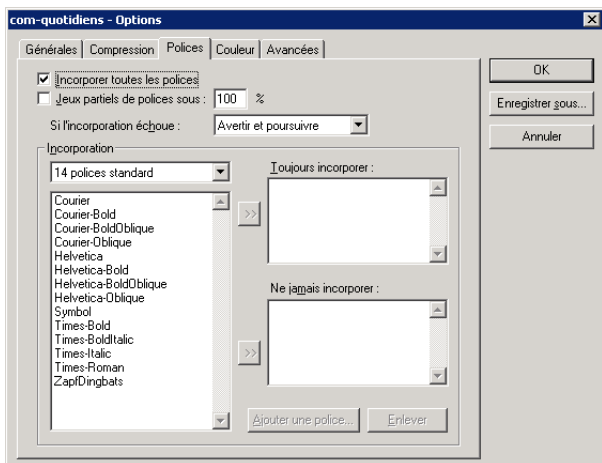 com-quotidiens - Options
Générales Compression Polices Couleur Avancées
Incorporer toutes les polices
Jeux partiels de polices sous : 100 %
Si l'incorporation échoue : Avertir et poursuivre
Incorporation
14 polices standard
Courier
Courier-Bold
Courier-BoldOblique
Courier-Oblique
Helvetica
Helvetica-Bold
Helvetica-BoldOblique
Helvetica-Oblique
Symbol
Times-Bold
Times-BoldItalic
Times-Italic
Times-Roman
ZapfDingbats
>>
>>
Toujours incorporer :
Ne jamais incorporer :
Ajouter une police... Enlever
OK
Enregistrer sous...
Annuler